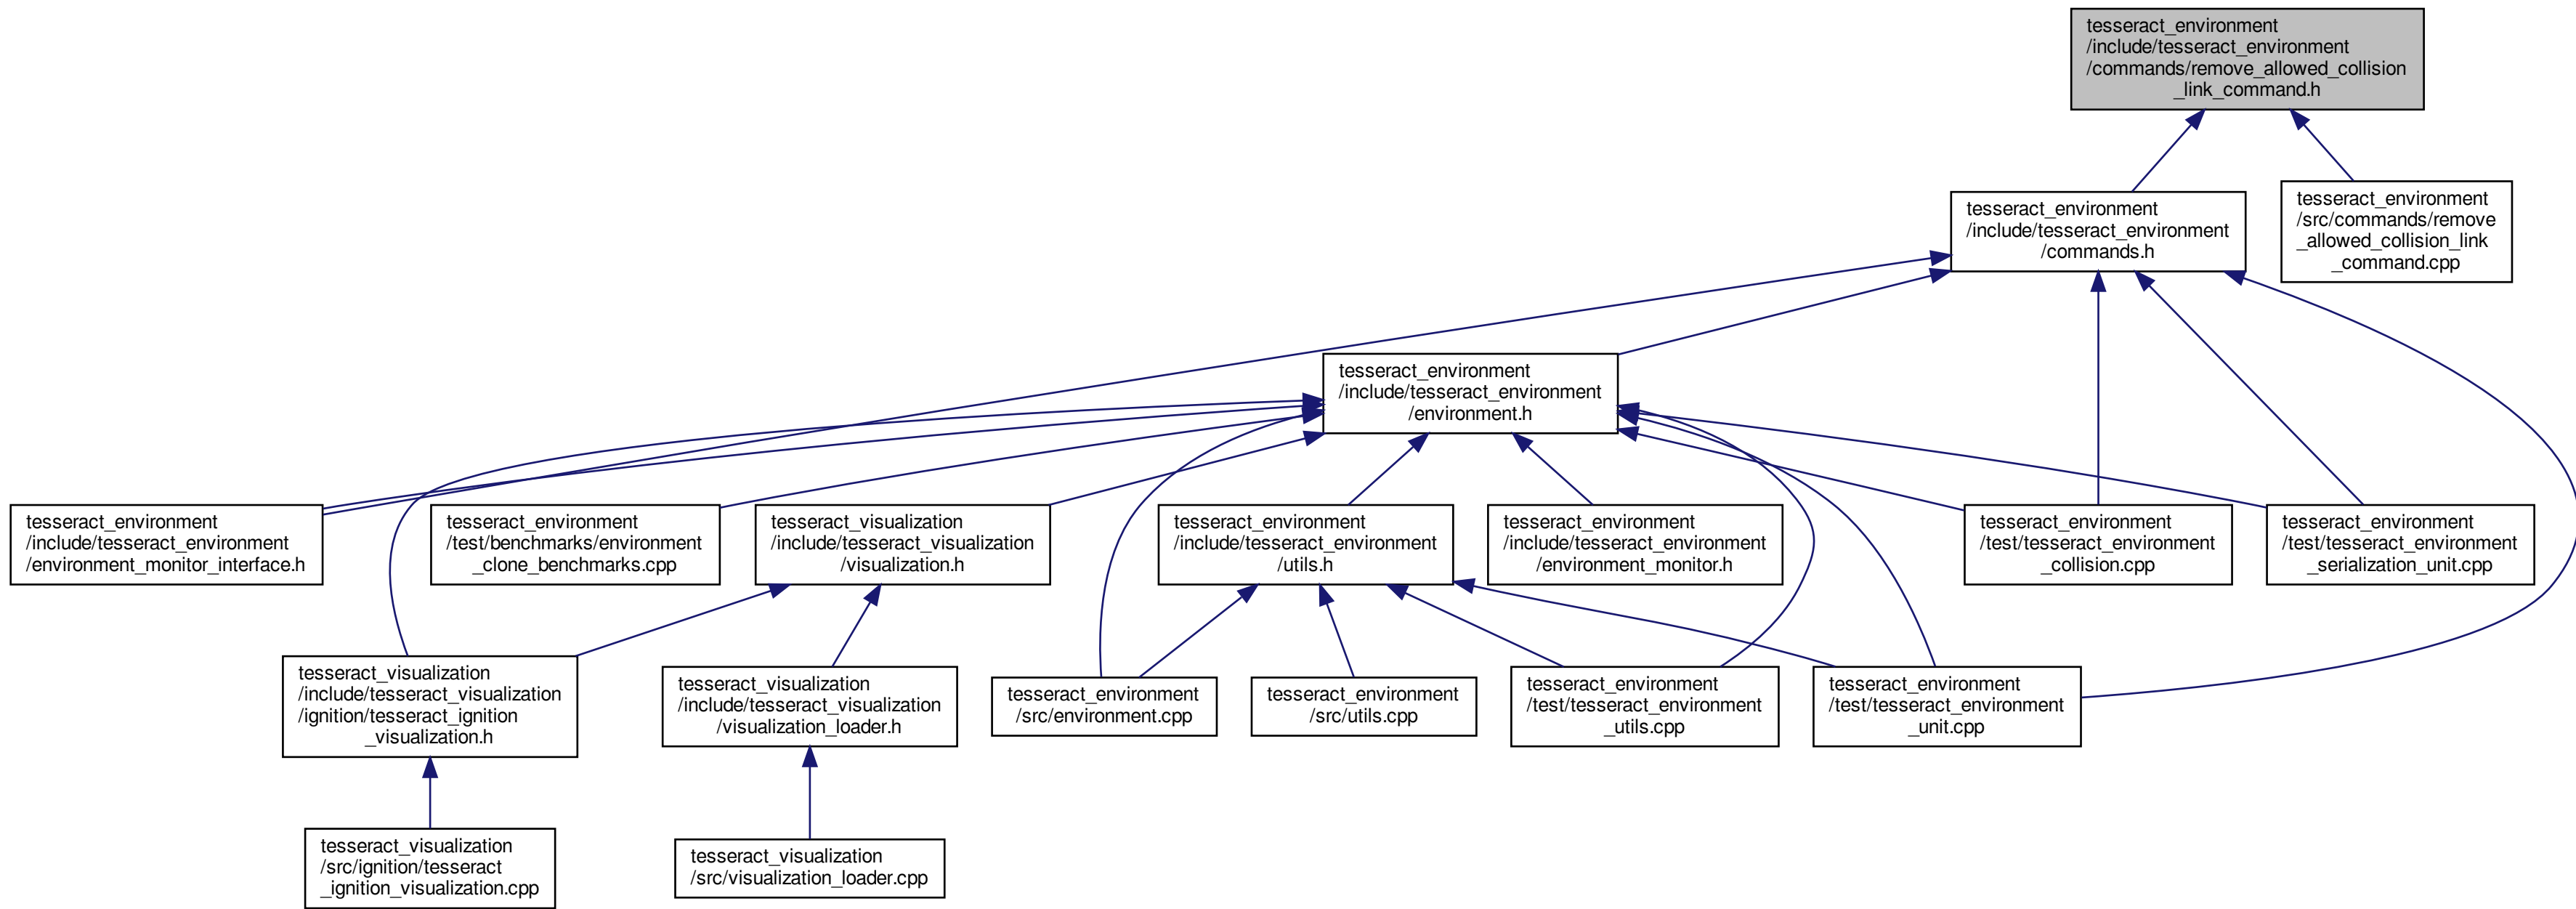 tesseract_environment
/include/tesseract_environment
/commands/remove_allowed_collision
_link_command.h
tesseract_environment
/include/tesseract_environment
/commands.h
tesseract_environment
/src/commands/remove
_allowed_collision_link
_command.cpp
tesseract_environment
/include/tesseract_environment
/environment.h
tesseract_environment
/include/tesseract_environment
/environment_monitor_interface.h
tesseract_environment
/test/benchmarks/environment
_clone_benchmarks.cpp
tesseract_visualization
/include/tesseract_visualization
/visualization.h
tesseract_environment
/include/tesseract_environment
/utils.h
tesseract_environment
/include/tesseract_environment
/environment_monitor.h
tesseract_environment
/test/tesseract_environment
_collision.cpp
tesseract_environment
/test/tesseract_environment
_serialization_unit.cpp
tesseract_visualization
/include/tesseract_visualization
/ignition/tesseract_ignition
_visualization.h
tesseract_visualization
/include/tesseract_visualization
/visualization_loader.h
tesseract_environment
/src/environment.cpp
tesseract_environment
/src/utils.cpp
tesseract_environment
/test/tesseract_environment
_utils.cpp
tesseract_environment
/test/tesseract_environment
_unit.cpp
tesseract_visualization
/src/ignition/tesseract
_ignition_visualization.cpp
tesseract_visualization
/src/visualization_loader.cpp